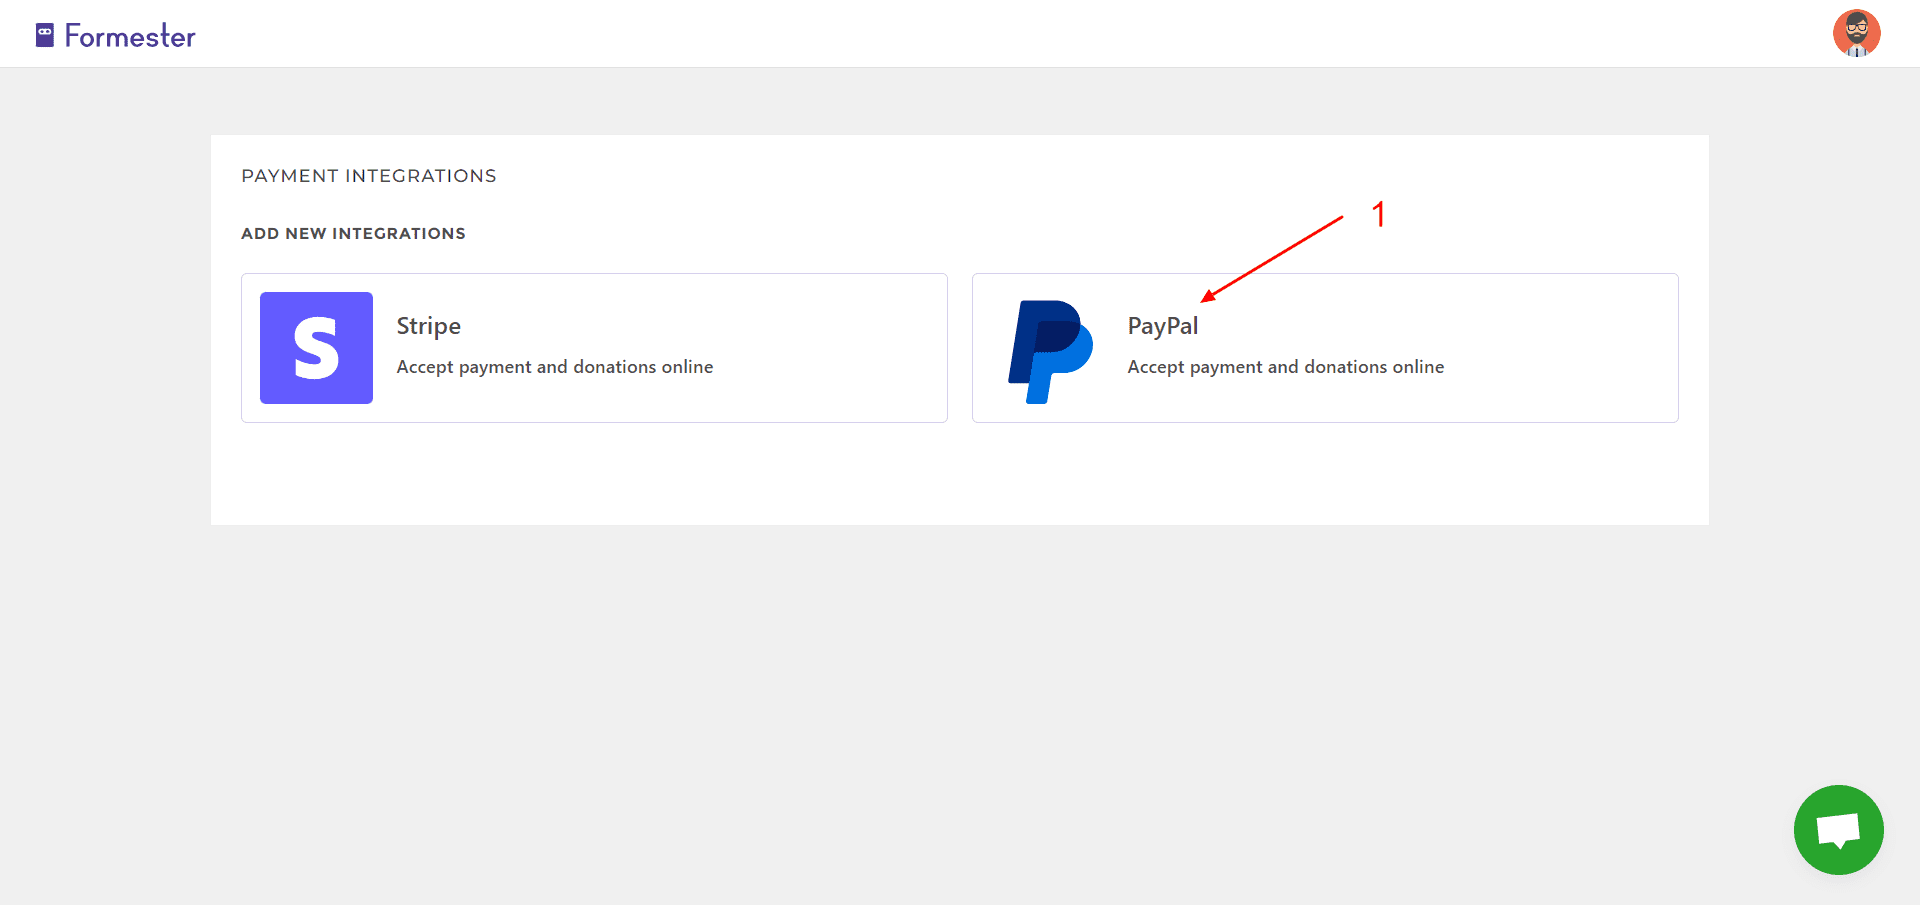 Formester
PAYMENT INTEGRATIONS
1
ADD NEW INTEGRATIONS
S
Stripe
Accept payment and donations online
PayPal
Accept payment and donations online